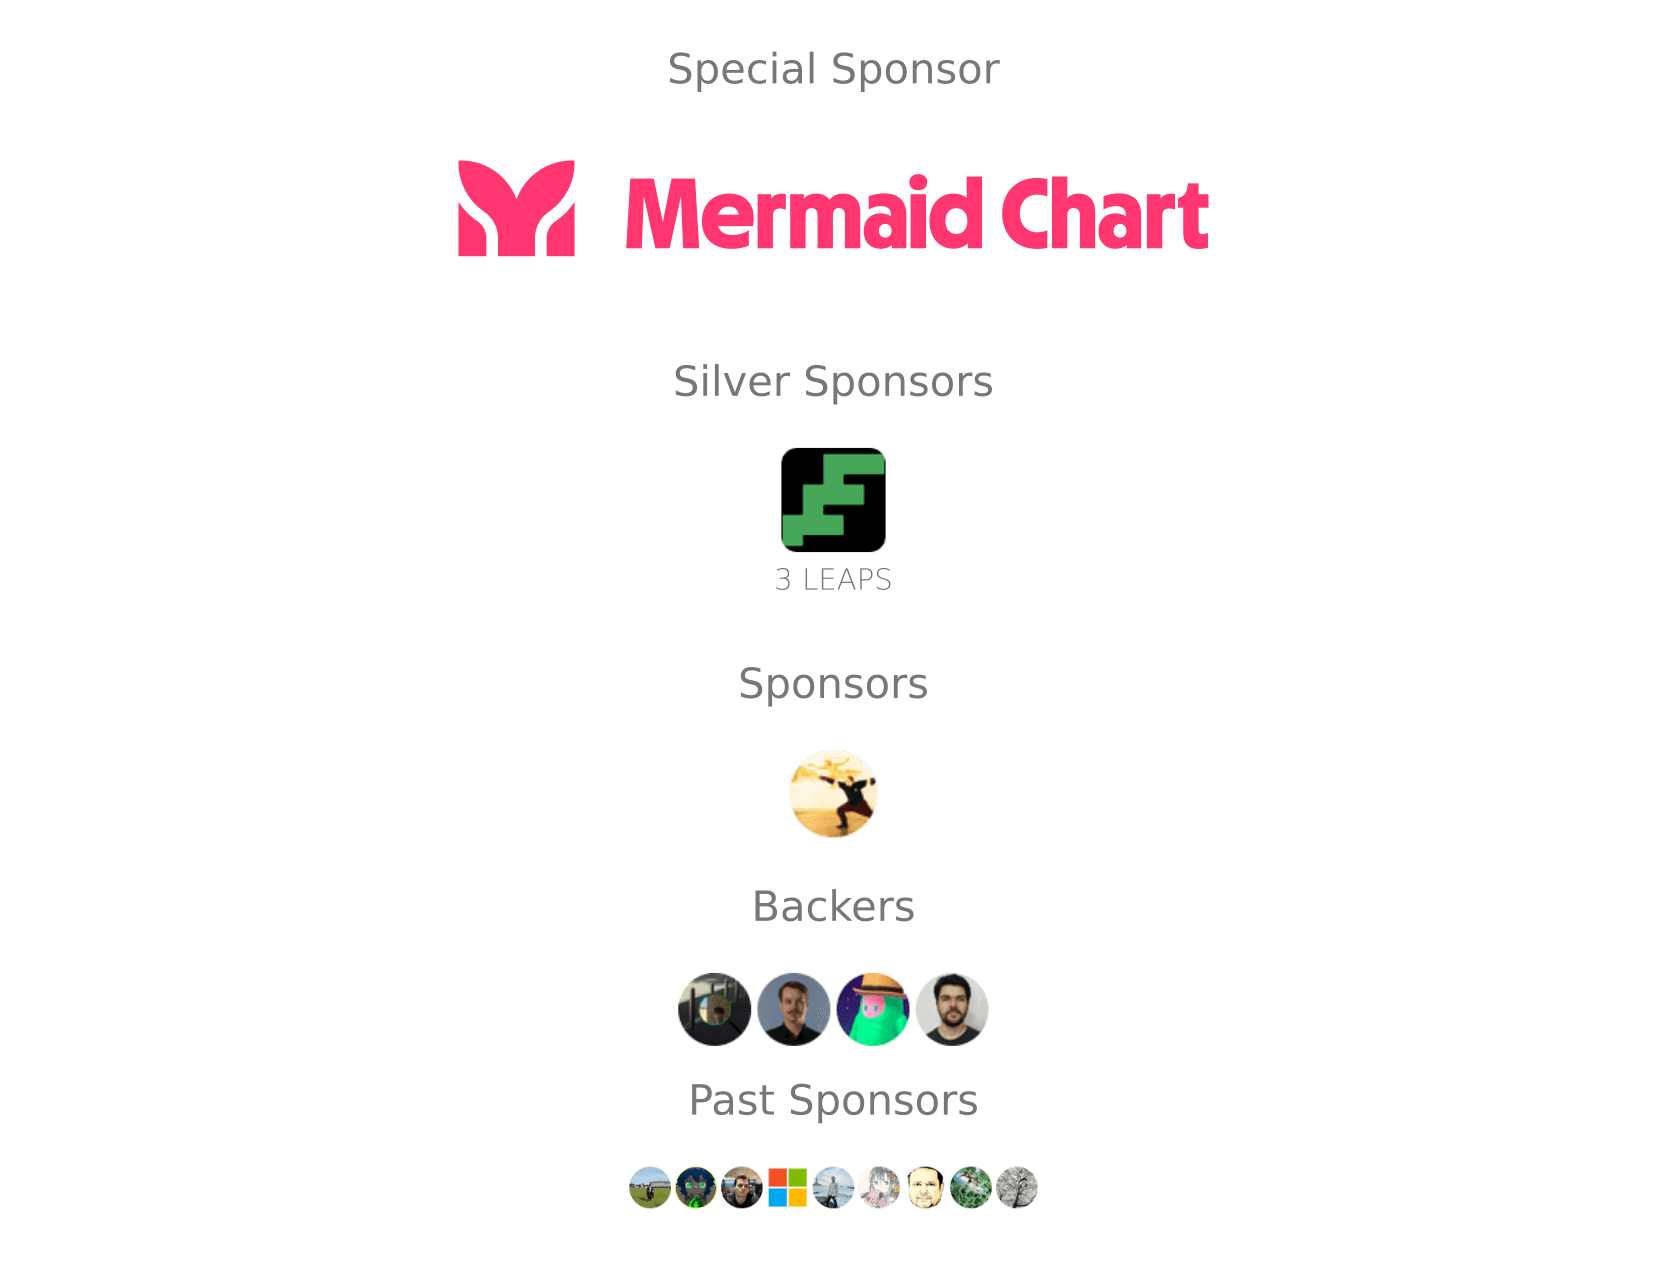 Special Sponsor
Mermaid Chart
Silver Sponsors
3 LEAPS
Sponsors
Backers
Past Sponsors